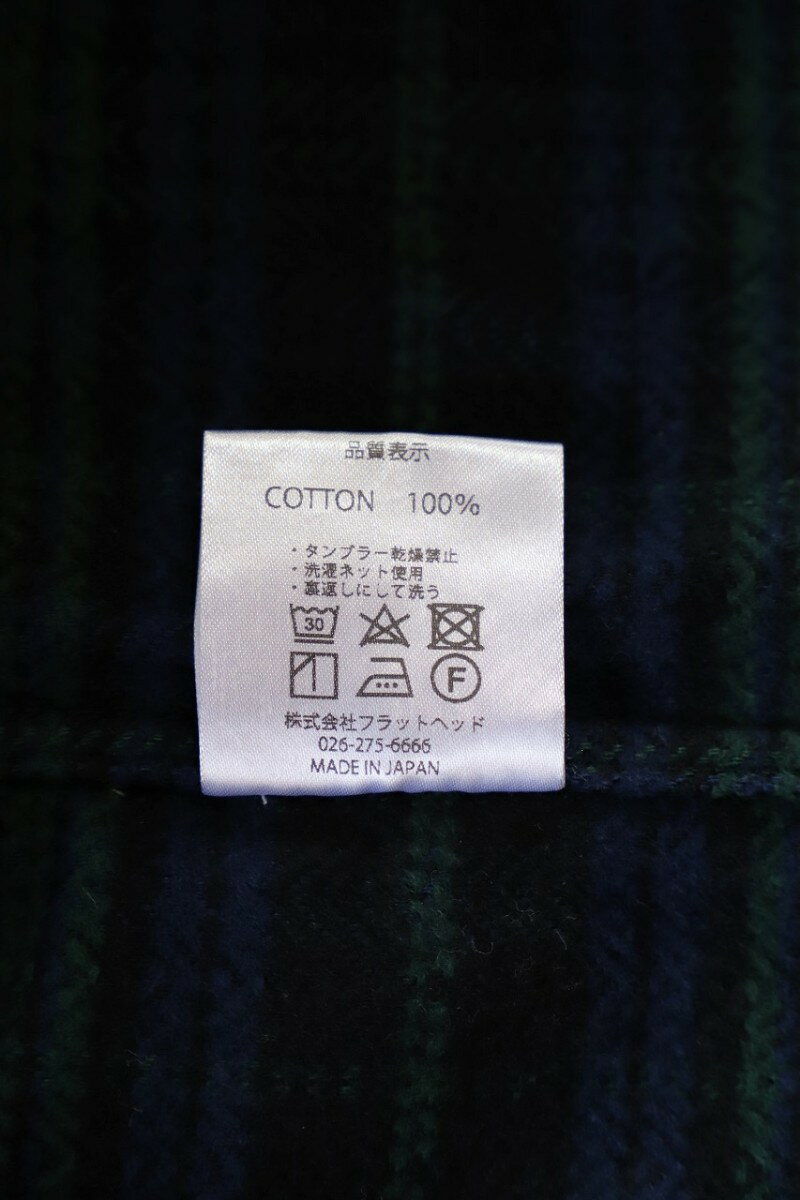 品質表示
COTTON 100%
・タンブラー乾燥禁止
・洗濯ネット使用
・裏返しにして洗う
30
F
株式会社フラットヘッド
026-275-6666
MADE IN JAPAN